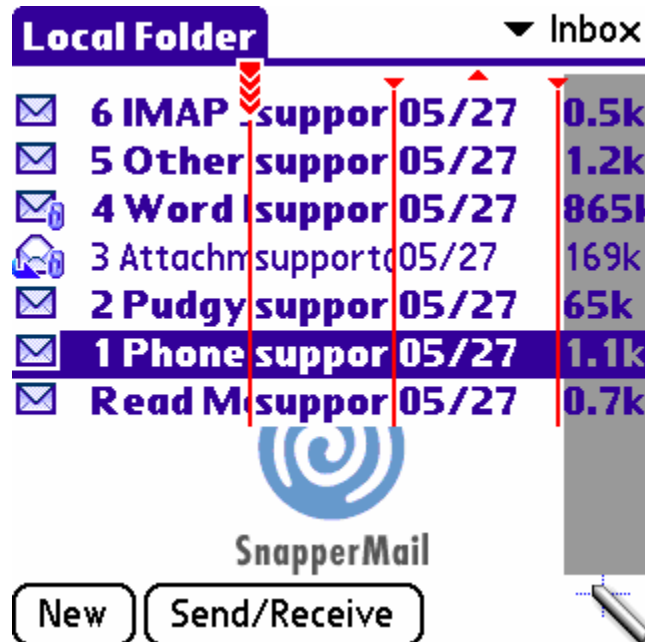 Local Folder Inbox
6 IMAP suppor 05/27 0.5k
5 Other suppor 05/27 1.2k
4 Word suppor 05/27 865k
3 Attachm support 05/27 169k
2 Pudgy suppor 05/27 65k
1 Phone suppor 05/27 1.1k
Read M suppor 05/27 0.7k
SnapperMail
New Send/Receive